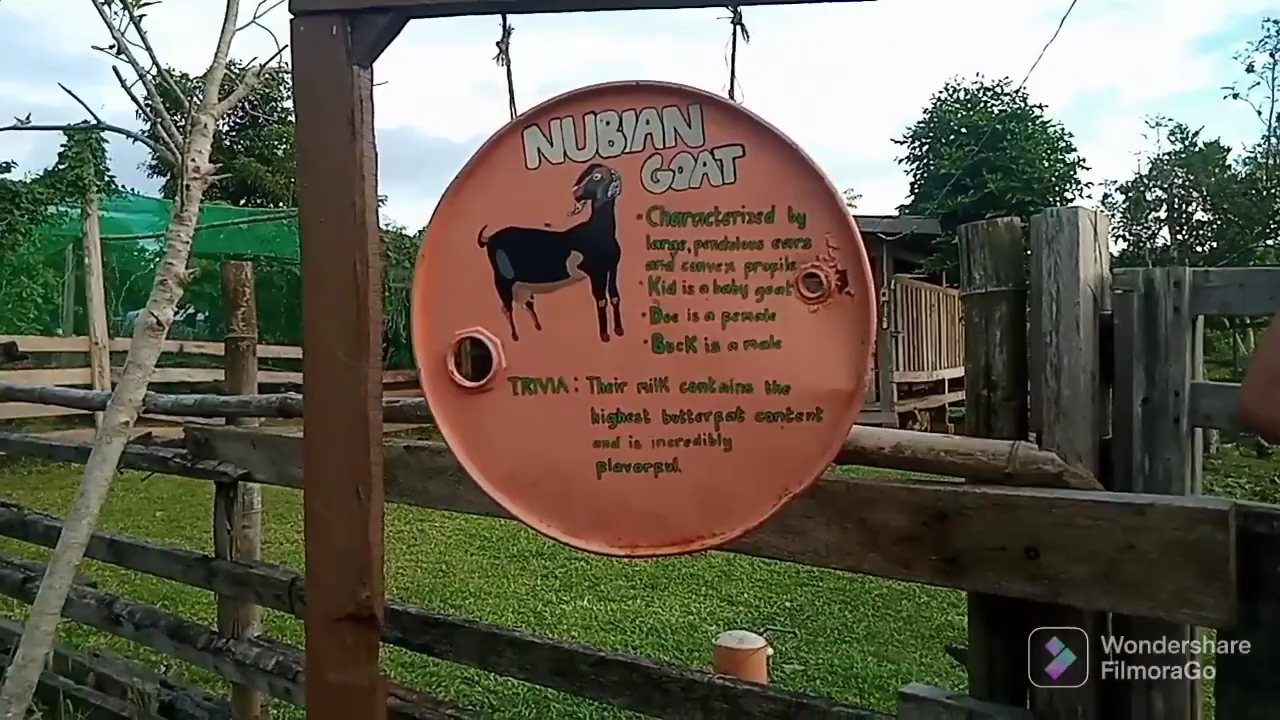 NUBIAN
GOAT
• Characterized by
large, pendulous ears
and convex profile
• Kid is a baby goat
• Doe is a female
• Buck is a male
TRIVIA: Their milk contains the
highest butterfat content
and is incredibly
flavorful.
Wondershare
FilmoraGo